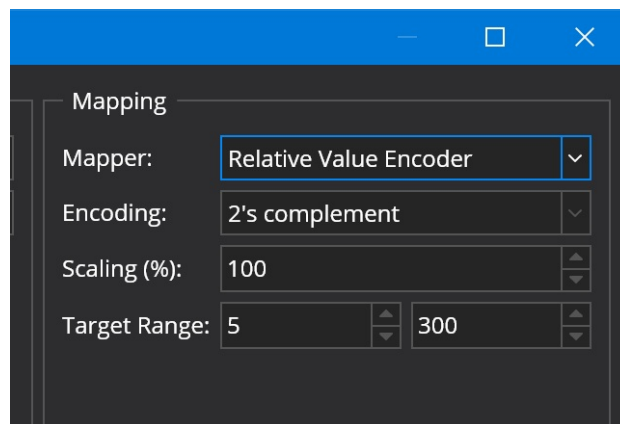 Mapping
Mapper: Relative Value Encoder
Encoding: 2's complement
Scaling (%): 100
Target Range: 5 300